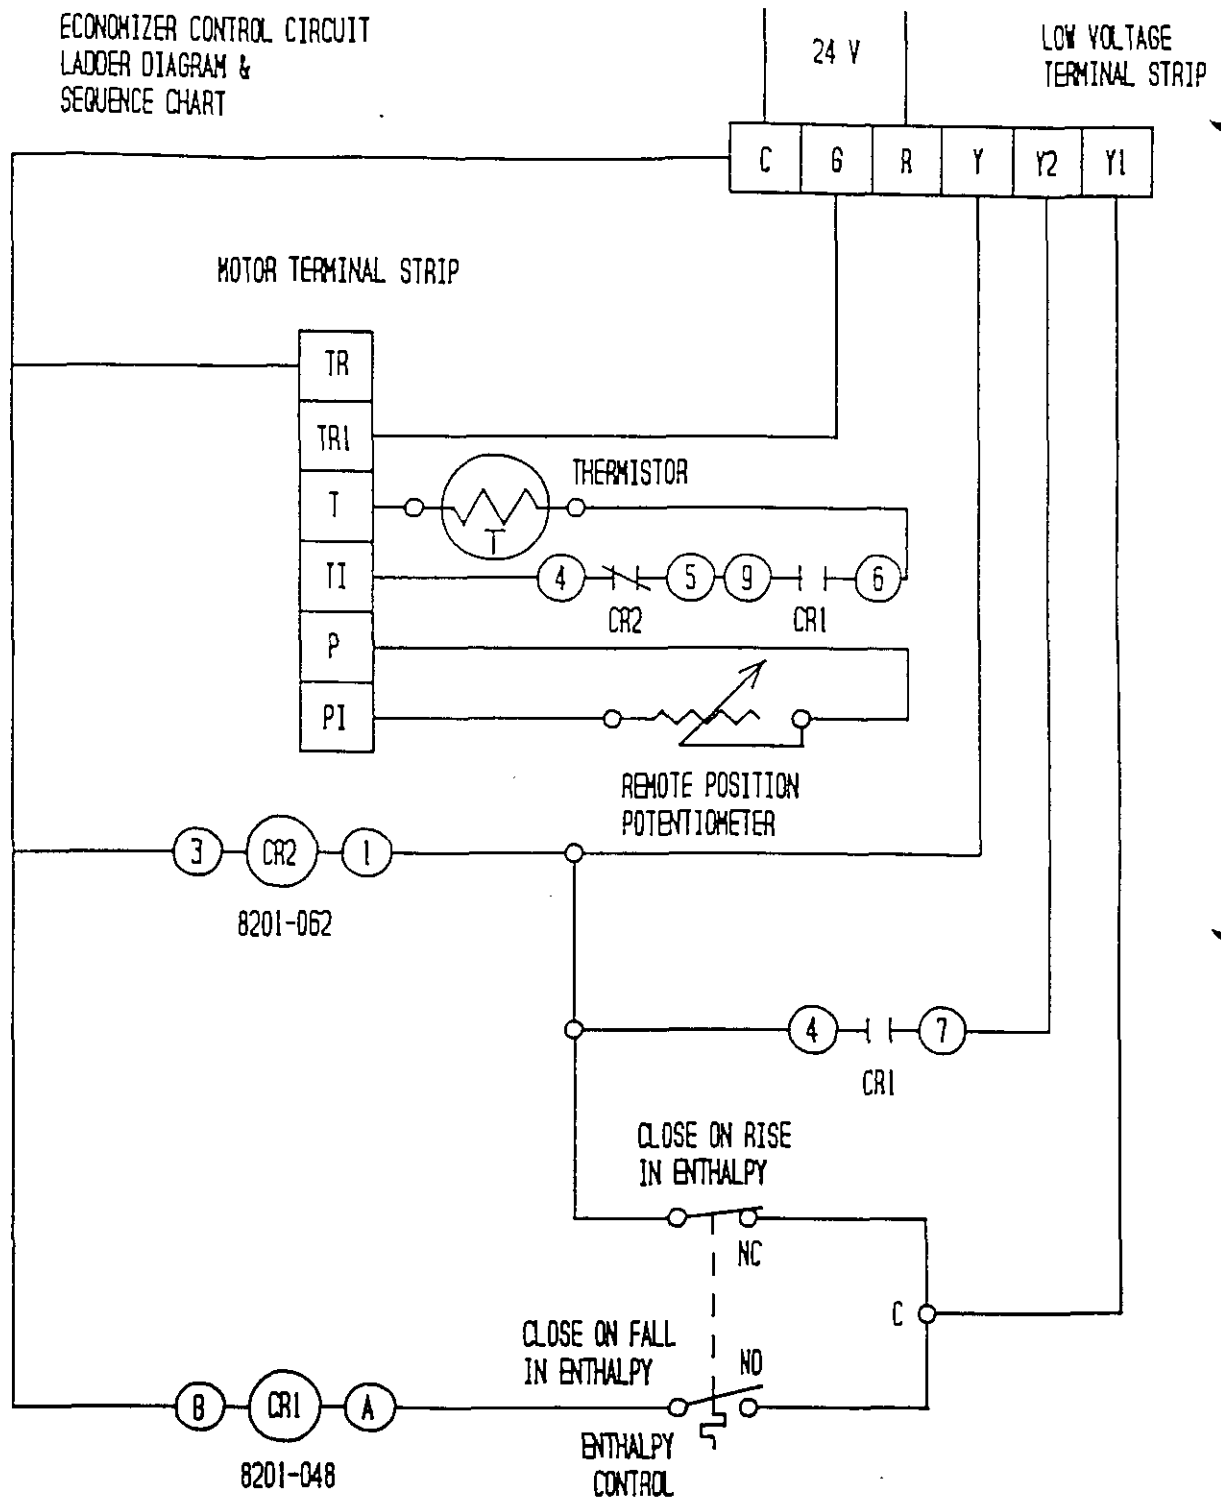 ECONOMIZER CONTROL CIRCUIT
LADDER DIAGRAM &
SEQUENCE CHART
24 V
LOW VOLTAGE
TERMINAL STRIP
C G R Y Y2 Y1
MOTOR TERMINAL STRIP
TR
TR1
T
THERMISTOR
T
T1
4 5 9 6
CR2 CR1
P
P1
REMOTE POSITION
POTENTIOMETER
3 CR2 1
8201-062
4 7
CR1
CLOSE ON RISE
IN ENTHALPY
NC
C
CLOSE ON FALL
IN ENTHALPY
NO
B CR1 A
8201-048
ENTHALPY
CONTROL